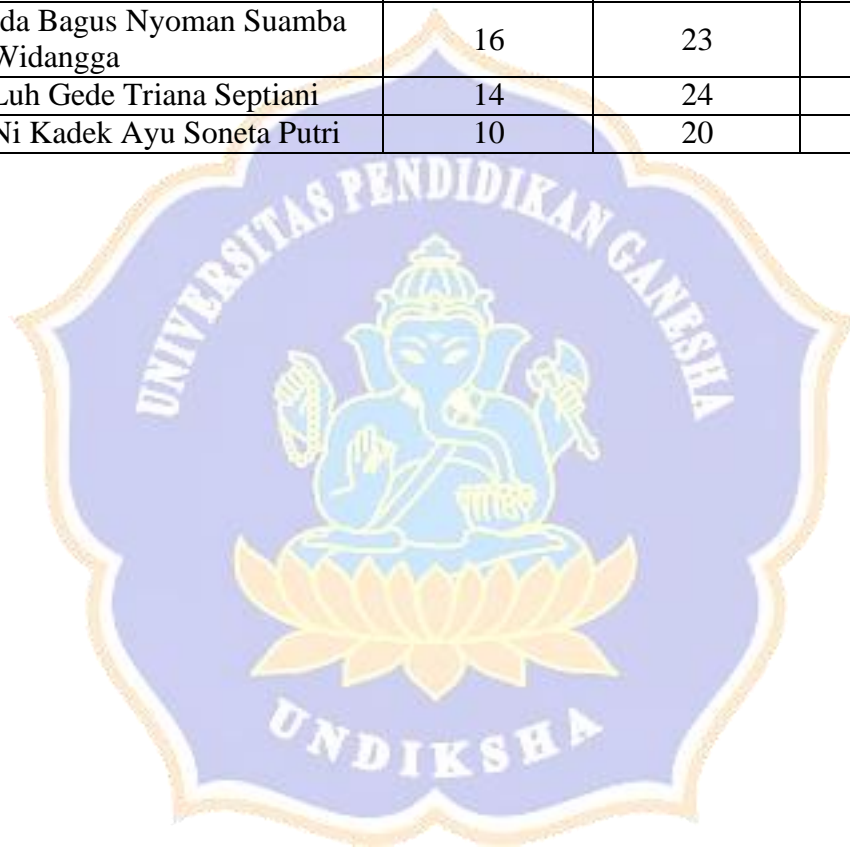 da Bagus Nyoman Suamba
Widangga 16 23
Luh Gede Triana Septiani 14 24
Ni Kadek Ayu Soneta Putri 10 20
UNIVERSITAS PENDIDIKAN GANESHA
UNDIKSHA